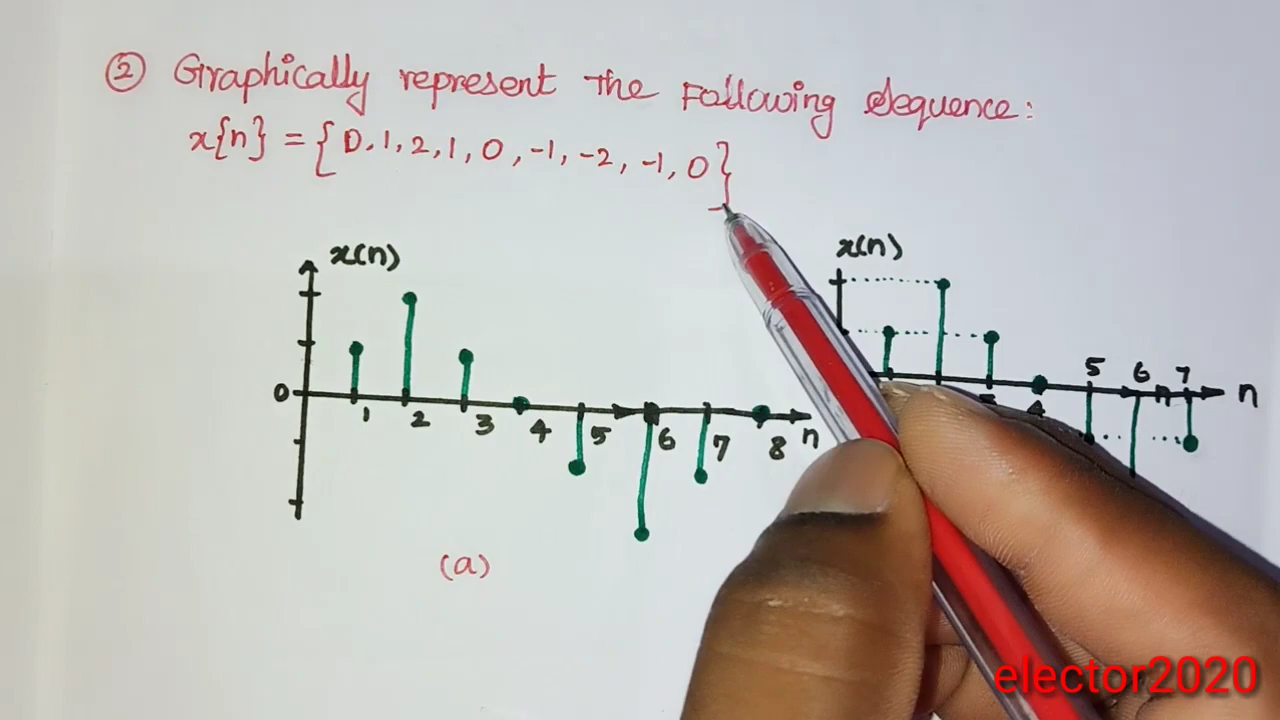 ② Graphically represent the Following Sequence:
x{n} = {0, 1, 2, 1, 0, -1, -2, -1, 0}
x(n)
x(n)
5 6 7
n n
4
0 1 2 3 4 5 6 7 8 n
(a)
elector2020